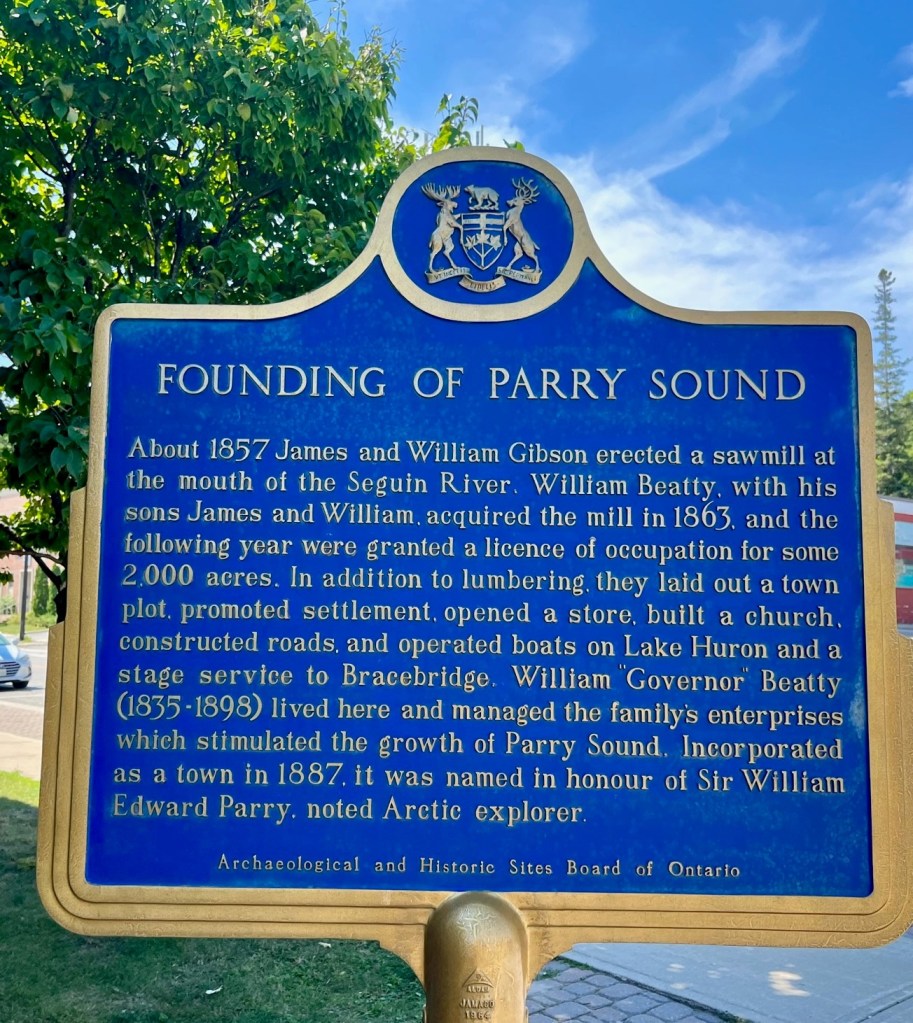 FOUNDING OF PARRY SOUND
About 1857 James and William Gibson erected a sawmill at
the mouth of the Seguin River. William Beatty, with his
sons James and William, acquired the mill in 1863, and the
following year were granted a licence of occupation for some
2,000 acres. In addition to lumbering, they laid out a town
plot, promoted settlement, opened a store, built a church,
constructed roads, and operated boats on Lake Huron and a
stage service to Bracebridge. William "Governor" Beatty
(1835-1898) lived here and managed the family's enterprises
which stimulated the growth of Parry Sound. Incorporated
as a town in 1887, it was named in honour of Sir William
Edward Parry, noted Arctic explorer.
Archaeological and Historic Sites Board of Ontario